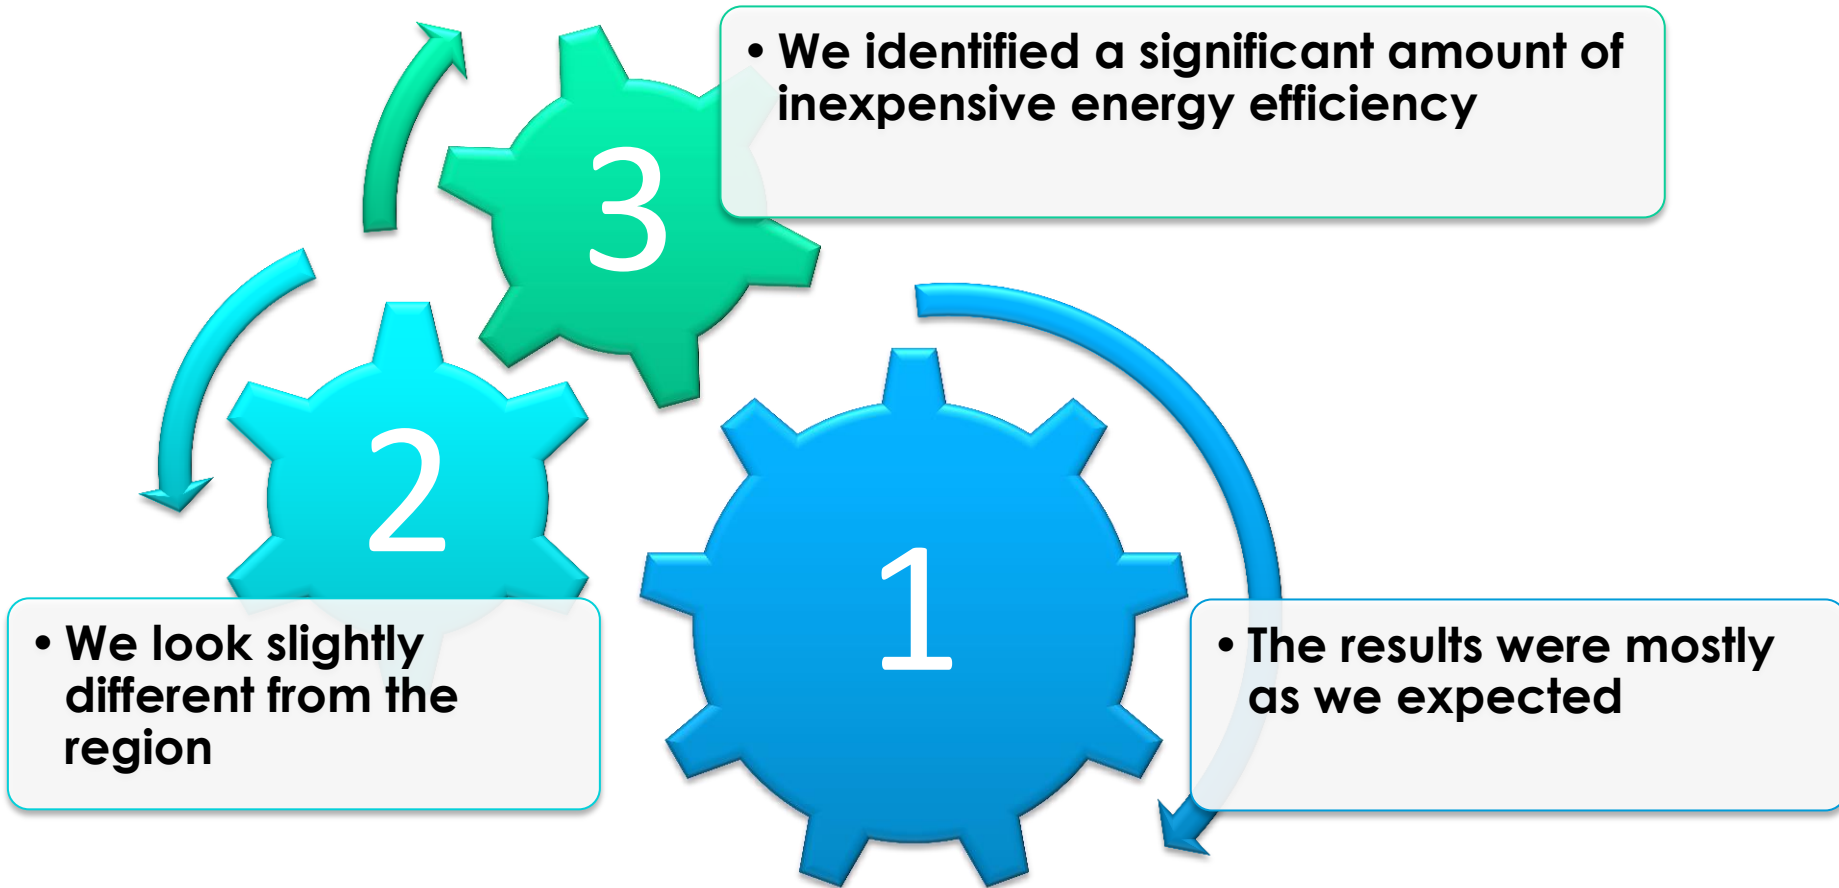 3
• We identified a significant amount of
inexpensive energy efficiency
2
• We look slightly
different from the
region
1
• The results were mostly
as we expected